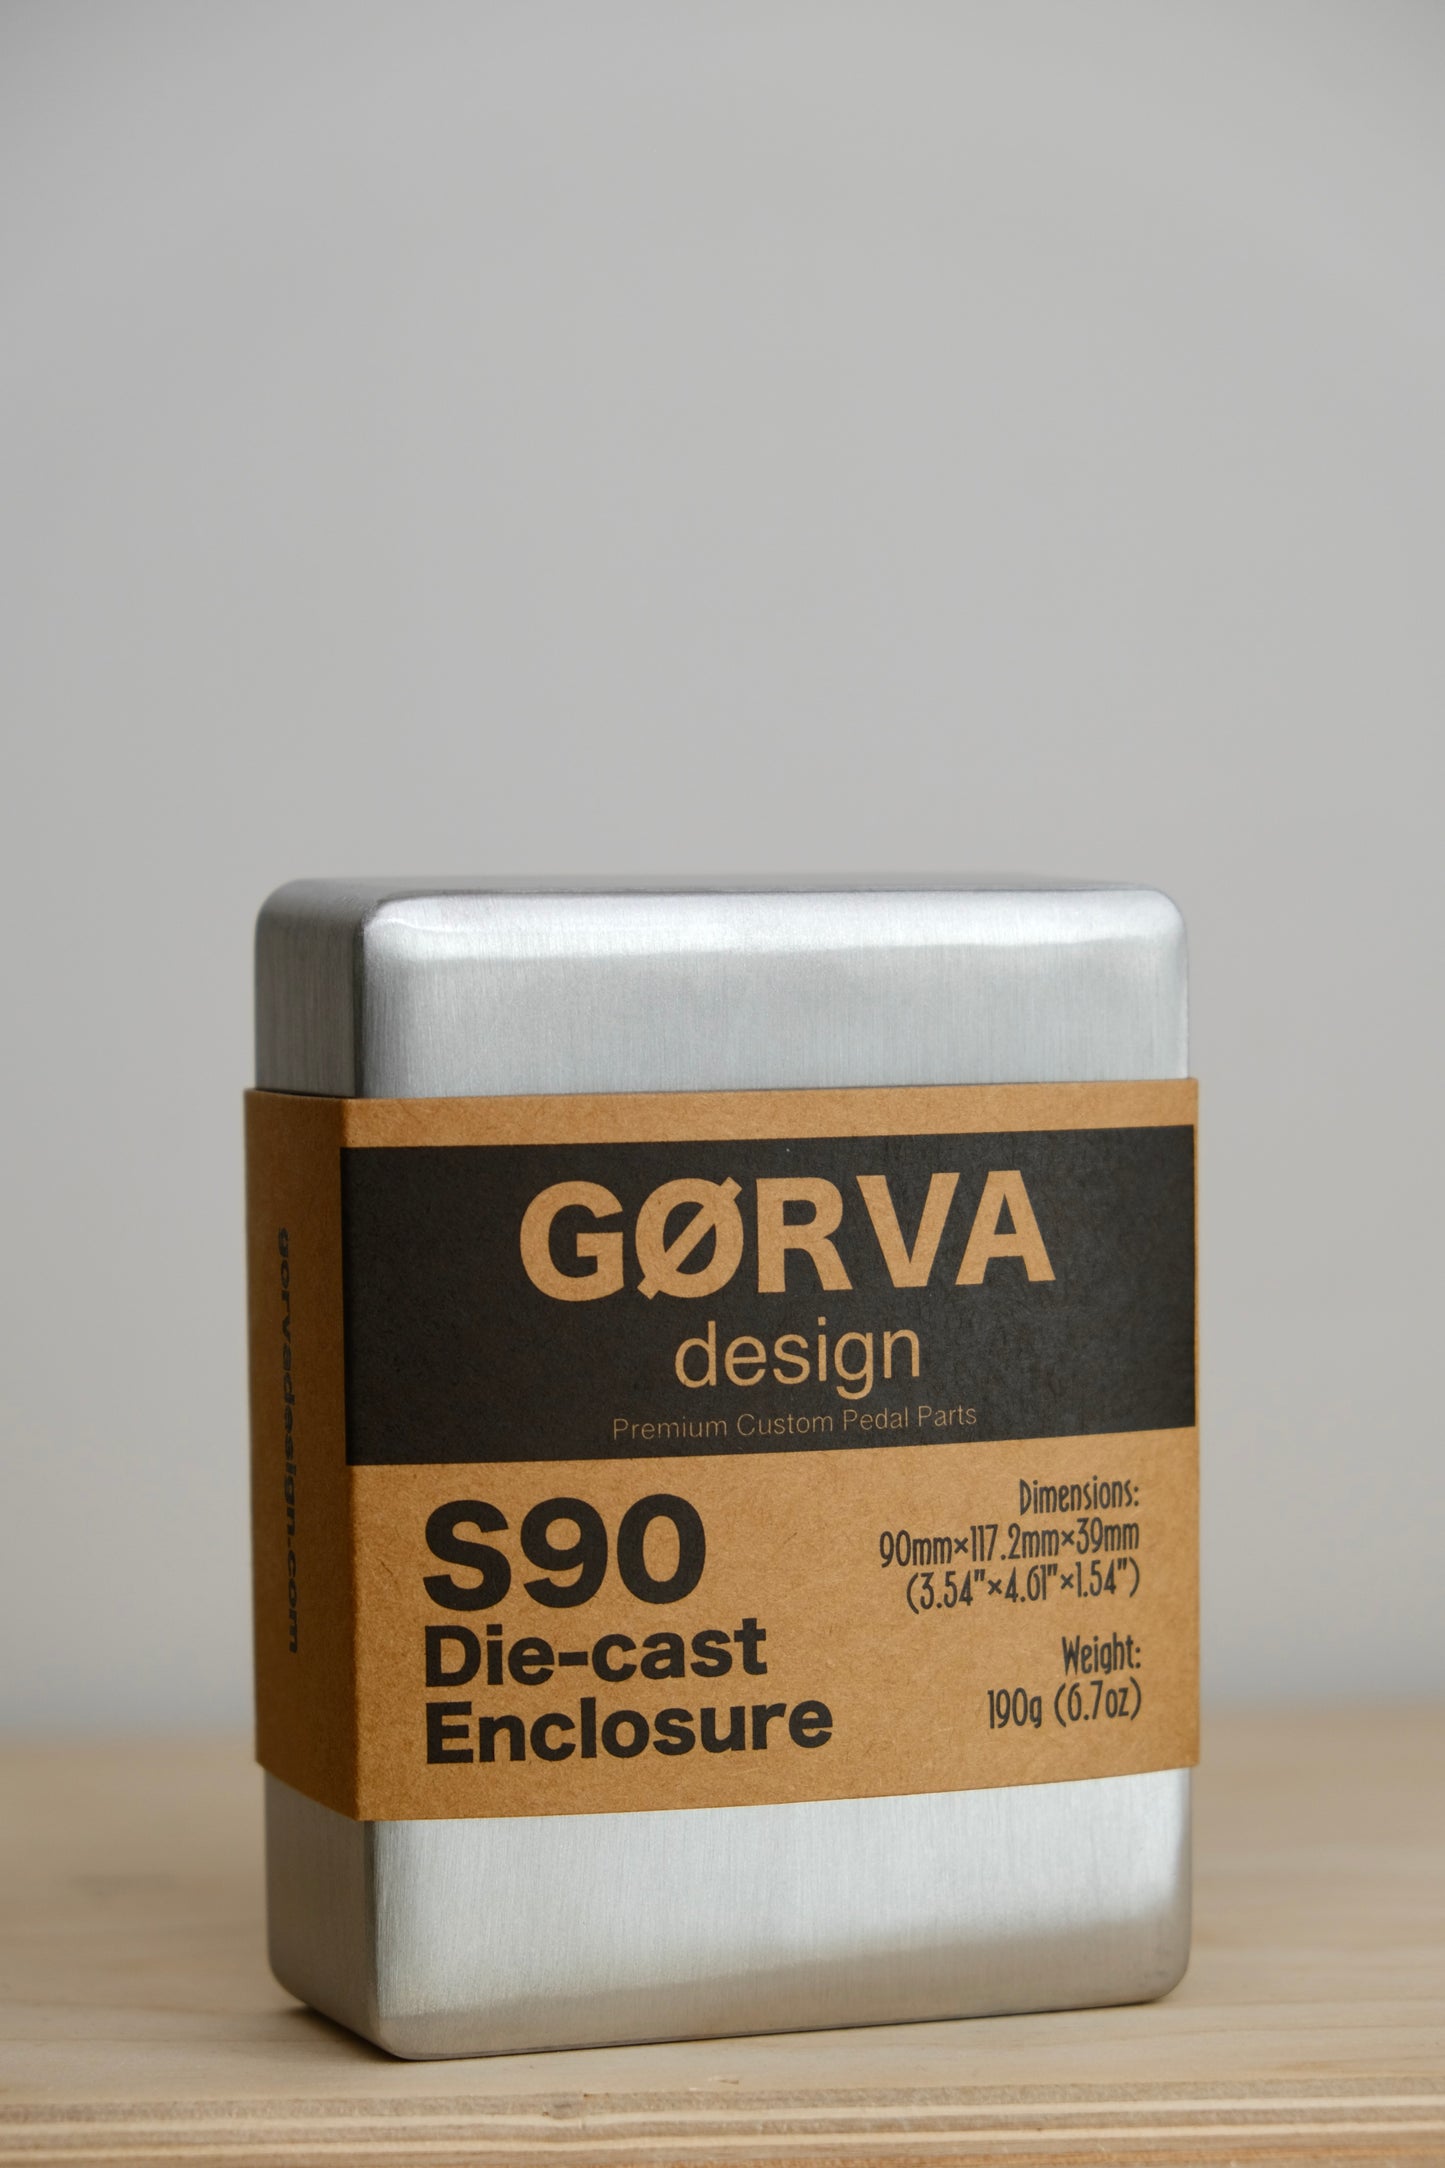 GØRVA
design
Premium Custom Pedal Parts
S90
Die-cast
Enclosure
Dimensions:
90mm×117.2mm×39mm
(3.54"×4.61"×1.54")
Weight:
190g (6.7oz)
gorvadesign.com